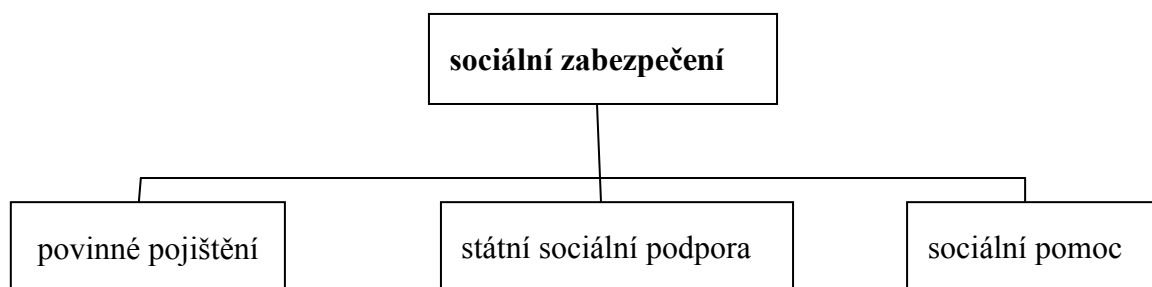 sociální zabezpečení
povinné pojištění
státní sociální podpora
sociální pomoc